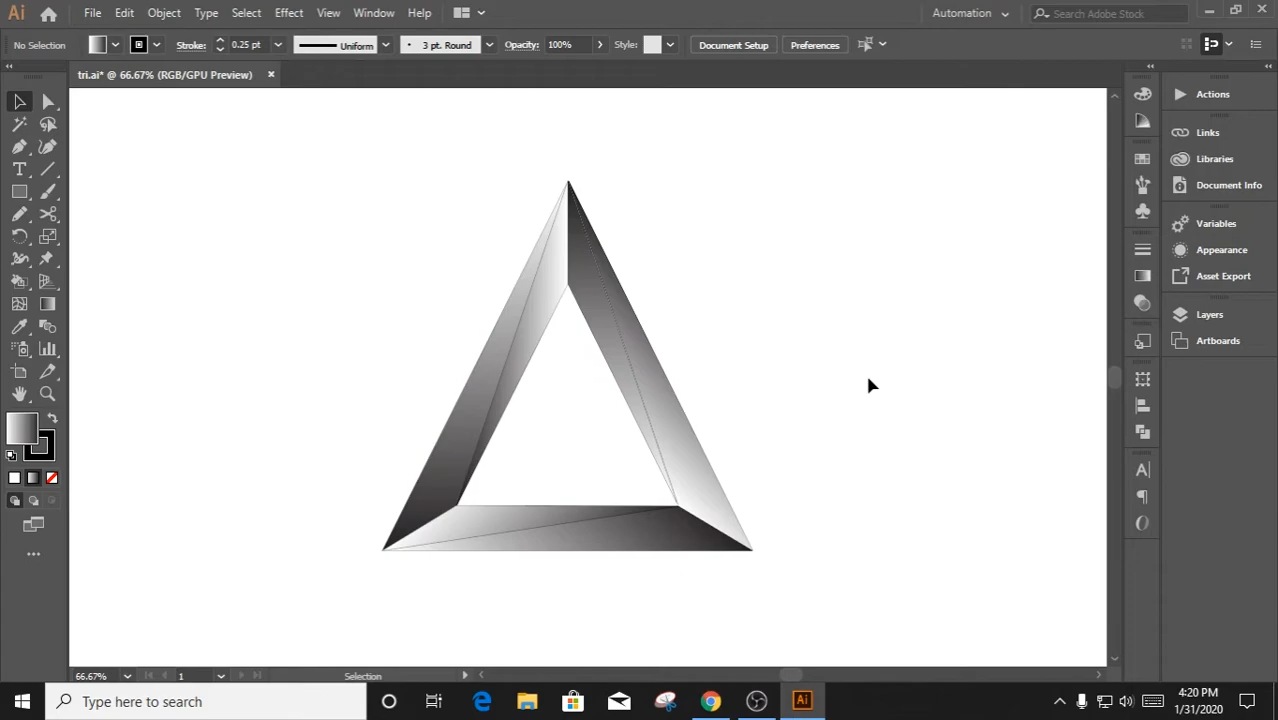 Ai File Edit Object Type Select Effect View Window Help Automation Search Adobe Stock
No Selection Stroke: 0.25 pt Uniform 3 pt. Round Opacity: 100% Style: Document Setup Preferences
tri.ai* @ 66.67% (RGB/GPU Preview)
Actions
Links
Libraries
Document Info
Variables
Appearance
Asset Export
Layers
Artboards
66.67% 1 Selection
Type here to search
Ai
4:20 PM
1/31/2020